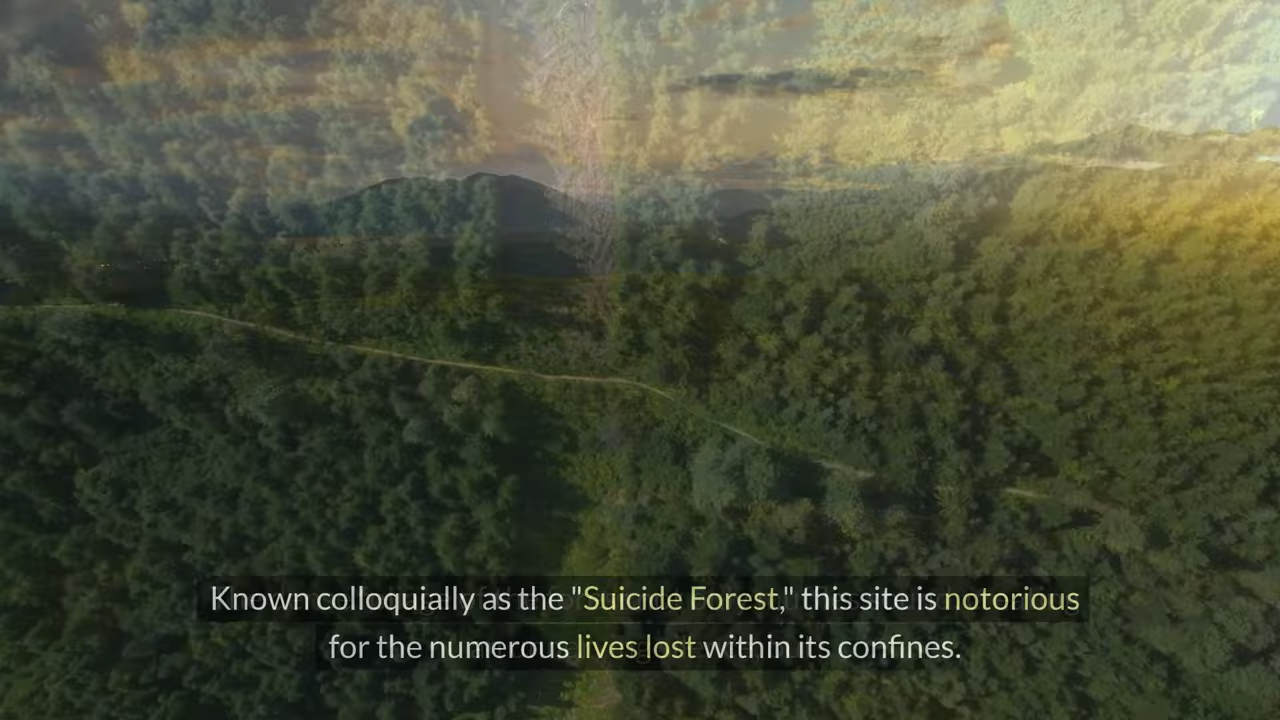 Known colloquially as the "Suicide Forest," this site is notorious
for the numerous lives lost within its confines.